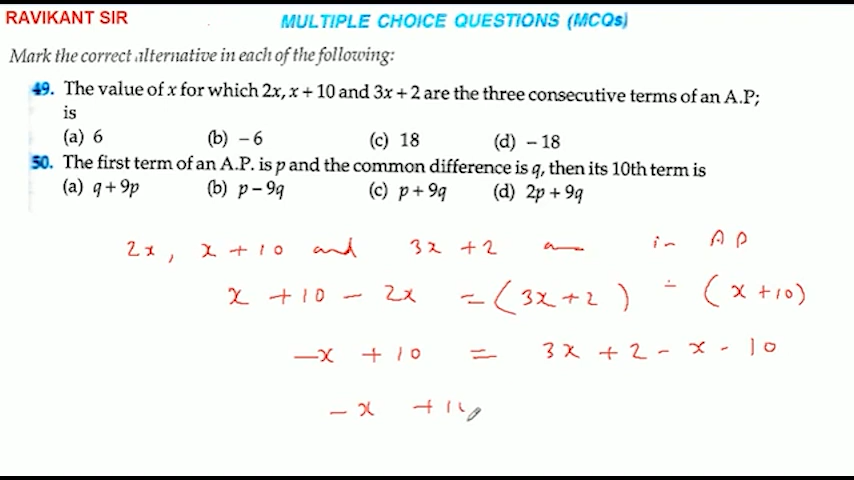 RAVIKANT SIR
MULTIPLE CHOICE QUESTIONS (MCQs)
Mark the correct alternative in each of the following:
49. The value of x for which 2x, x + 10 and 3x + 2 are the three consecutive terms of an A.P;
is
(a) 6 (b) – 6 (c) 18 (d) – 18
50. The first term of an A.P. is p and the common difference is q, then its 10th term is
(a) q + 9p (b) p – 9q (c) p + 9q (d) 2p + 9q
2x, x + 10 and 3x + 2 are in AP
x + 10 - 2x = (3x + 2) - (x + 10)
-x + 10 = 3x + 2 - x - 10
-x + 1